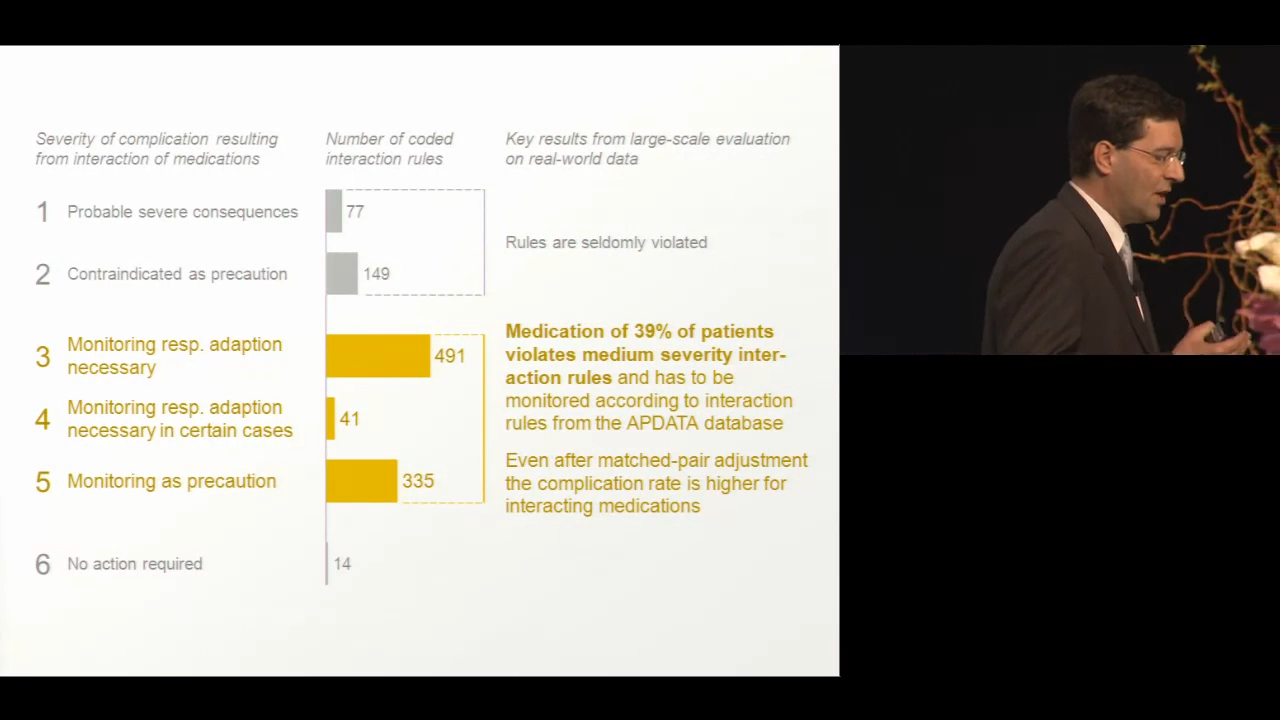 Severity of complication resulting
from interaction of medications
Number of coded
interaction rules
Key results from large-scale evaluation
on real-world data
1 Probable severe consequences 77
2 Contraindicated as precaution 149
Rules are seldomly violated
3 Monitoring resp. adaption
necessary
491
4 Monitoring resp. adaption
necessary in certain cases
41
5 Monitoring as precaution 335
Medication of 39% of patients
violates medium severity inter-
action rules and has to be
monitored according to interaction
rules from the APDATA database
Even after matched-pair adjustment
the complication rate is higher for
interacting medications
6 No action required 14